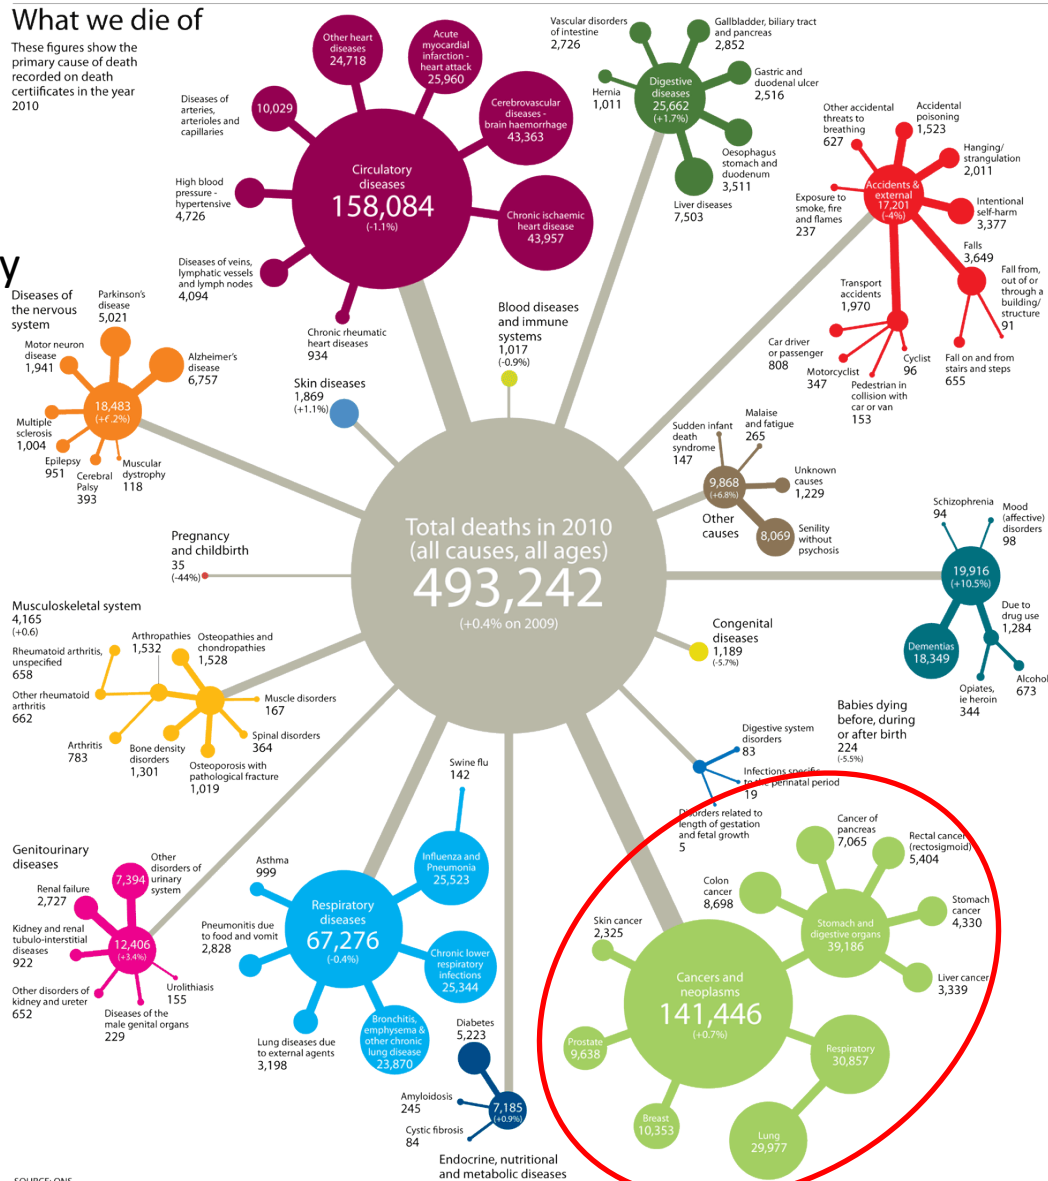 What we die of
These figures show the
primary cause of death
recorded on death
certiificates in the year
2010
y
Circulatory
diseases
158,084
(-1.1%)
Other heart
diseases
24,718
Acute
myocardial
infarction -
heart attack
25,960
Cerebrovascular
diseases -
brain haemorrhage
43,363
Chronic ischaemic
heart disease
43,957
Diseases of
arteries,
arterioles and
capillaries
10,029
High blood
pressure -
hypertensive
4,726
Diseases of veins,
lymphatic vessels
and lymph nodes
4,094
Chronic rheumatic
heart diseases
934
Vascular disorders
of intestine
2,726
Gallbladder, biliary tract
and pancreas
2,852
Hernia
1,011
Digestive
diseases
25,662
(+1.7%)
Gastric and
duodenal ulcer
2,516
Oesophagus
stomach and
duodenum
3,511
Liver diseases
7,503
Other accidental
threats to
breathing
627
Accidental
poisoning
1,523
Hanging/
strangulation
2,011
Accidents &
external
17,201
(-4%)
Exposure to
smoke, fire
and flames
237
Intentional
self-harm
3,377
Falls
3,649
Fall from,
out of or
through a
building/
structure
91
Fall on and from
stairs and steps
655
Transport
accidents
1,970
Car driver
or passenger
808
Motorcyclist
347
Pedestrian in
collision with
car or van
153
Cyclist
96
Diseases of
the nervous
system
18,483
Parkinson's
disease
5,021
Motor neuron
disease
1,941
Alzheimer's
disease
6,757
Multiple
sclerosis
1,004
Epilepsy
951
Cerebral
Palsy
393
Muscular
dystrophy
118
Skin diseases
1,869
(+1.1%)
Blood diseases
and immune
systems
1,017
(-0.9%)
Total deaths in 2010
(all causes, all ages)
493,242
(+0.4% on 2009)
Sudden infant
death
syndrome
147
Malaise
and fatigue
265
9,868
(+6.8%)
Other
causes
Unknown
causes
1,229
8,069
Senility
without
psychosis
Schizophrenia
94
Mood
(affective)
disorders
98
19,916
(+10.5%)
Dementias
18,349
Due to
drug use
1,284
Opiates,
ie heroin
344
Alcohol
673
Pregnancy
and childbirth
35
(-44%)
Musculoskeletal system
4,165
(+0.6)
Arthropathies
1,532
Osteopathies and
chondropathies
1,528
Rheumatoid arthritis,
unspecified
658
Other rheumatoid
arthritis
662
Arthritis
783
Bone density
disorders
1,301
Osteoporosis with
pathological fracture
1,019
Muscle disorders
167
Spinal disorders
364
Congenital
diseases
1,189
(-5.7%)
Babies dying
before, during
or after birth
224
(-5.5%)
Digestive system
disorders
83
Infections specific
to the perinatal period
19
Disorders related to
length of gestation
and fetal growth
5
Genitourinary
diseases
12,406
(+3.4%)
7,394
Other
disorders of
urinary
system
Renal failure
2,727
Kidney and renal
tubulo-interstitial
diseases
922
Other disorders of
kidney and ureter
652
Diseases of the
male genital organs
229
Urolithiasis
155
Respiratory
diseases
67,276
(-0.4%)
Swine flu
142
Influenza and
Pneumonia
25,523
Asthma
999
Pneumonitis due
to food and vomit
2,828
Lung diseases due
to external agents
3,198
Bronchitis,
emphysema &
other chronic
lung disease
23,870
Chronic lower
respiratory
infections
25,344
Diabetes
5,223
Amyloidosis
245
Cystic fibrosis
84
7,185
(+0.9%)
Endocrine, nutritional
and metabolic diseases
Cancers and
neoplasms
141,446
(+0.7%)
Skin cancer
2,325
Colon
cancer
8,698
Cancer of
pancreas
7,065
Rectal cancer
(rectosigmoid)
5,404
Stomach and
digestive organs
39,186
Stomach
cancer
4,330
Liver cancer
3,339
Prostate
9,638
Breast
10,353
Respiratory
30,857
Lung
29,977
SOURCE: ONS